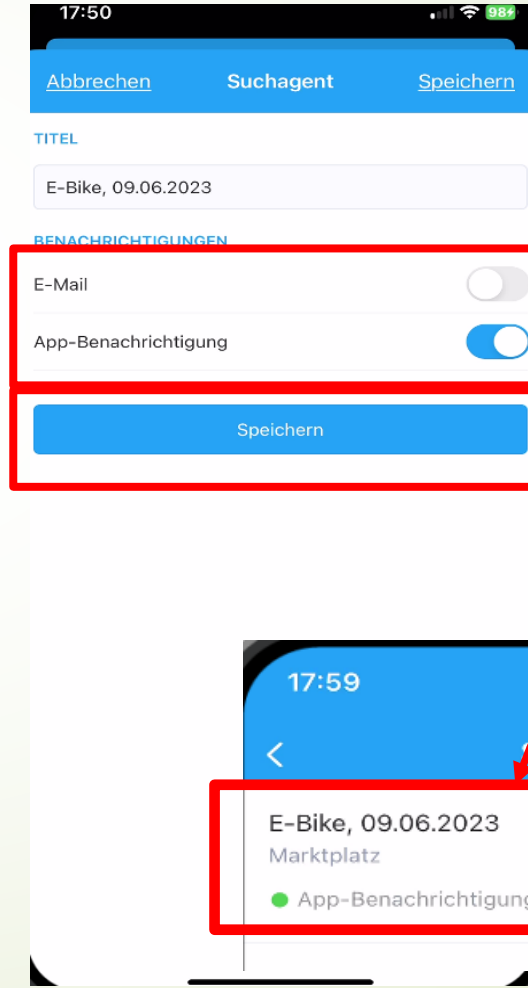 17:50
98
Abbrechen Suchagent Speichern
TITEL
E-Bike, 09.06.2023
BENACHRICHTIGUNGEN
E-Mail
App-Benachrichtigung
Speichern
17:59
E-Bike, 09.06.2023
Marktplatz
App-Benachrichtigung